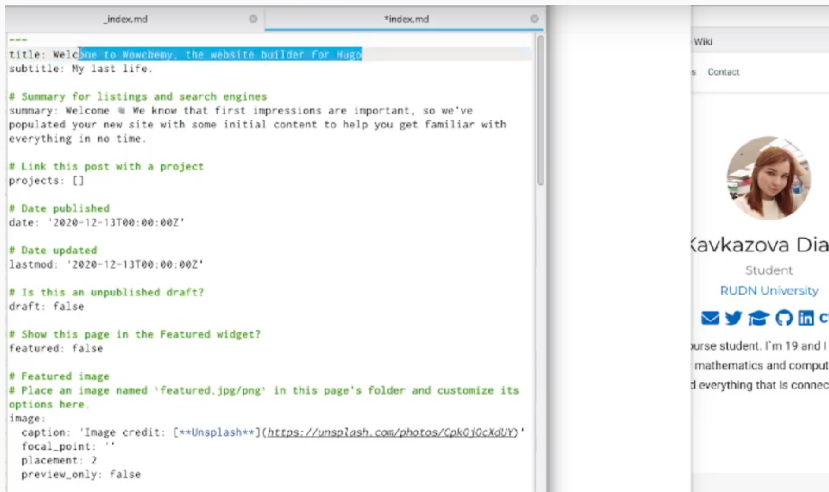 _index.md
*index.md
---
title: Welcome to Wowchemy, the website builder for Hugo
subtitle: My last life.
# Summary for listings and search engines
summary: Welcome 👋 We know that first impressions are important, so we've
populated your new site with some initial content to help you get familiar with
everything in no time.
# Link this post with a project
projects: []
# Date published
date: '2020-12-13T00:00:00Z'
# Date updated
lastmod: '2020-12-13T00:00:00Z'
# Is this an unpublished draft?
draft: false
# Show this page in the Featured widget?
featured: false
# Featured image
# Place an image named `featured.jpg/png` in this page's folder and customize its
options here.
image:
caption: 'Image credit: [**Unsplash**](https://unsplash.com/photos/CpkOjOcXdUY)'
focal_point: ''
placement: 2
preview_only: false
Wiki
s Contact
Kavkazova Dia
Student
RUDN University
urse student. I`m 19 and I
mathematics and comput
d everything that is connec